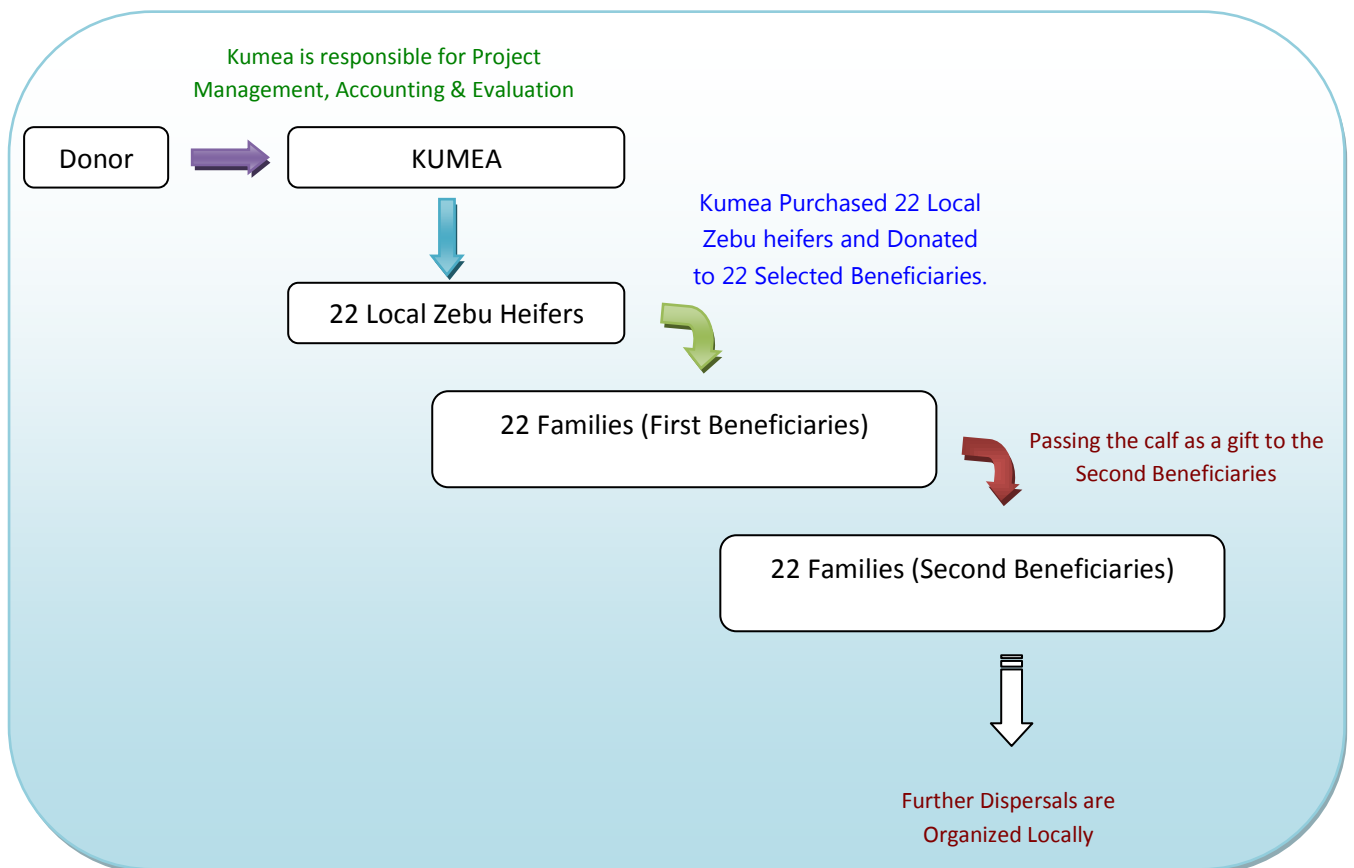 Kumea is responsible for Project
Management, Accounting & Evaluation
Donor
KUMEA
Kumea Purchased 22 Local
Zebu heifers and Donated
to 22 Selected Beneficiaries.
22 Local Zebu Heifers
22 Families (First Beneficiaries)
Passing the calf as a gift to the
Second Beneficiaries
22 Families (Second Beneficiaries)
Further Dispersals are
Organized Locally